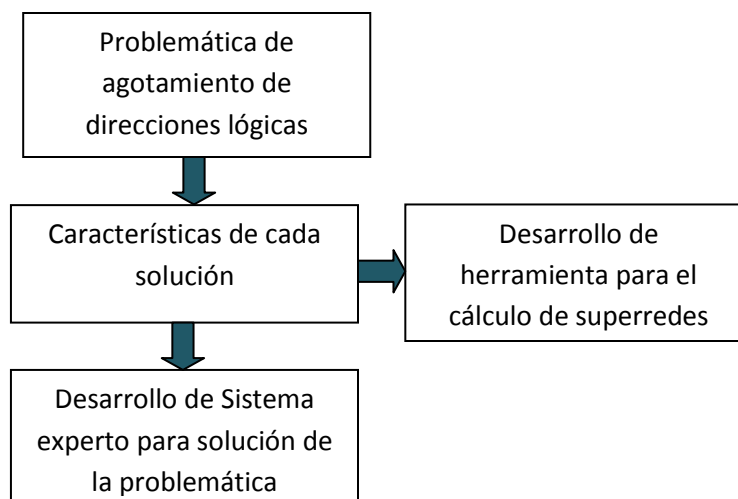 Problemática de
agotamiento de
direcciones lógicas
Características de cada
solución
Desarrollo de
herramienta para el
cálculo de superredes
Desarrollo de Sistema
experto para solución de
la problemática